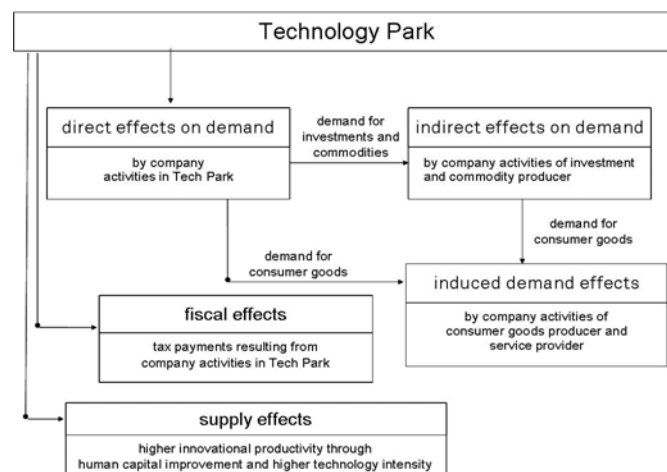 Technology Park
direct effects on demand
by company
activities in Tech Park
demand for
investments and
commodities
indirect effects on demand
by company activities of investment
and commodity producer
demand for
consumer goods
demand for
consumer goods
induced demand effects
by company activities of
consumer goods producer and
service provider
fiscal effects
tax payments resulting from
company activities in Tech Park
supply effects
higher innovational productivity through
human capital improvement and higher technology intensity